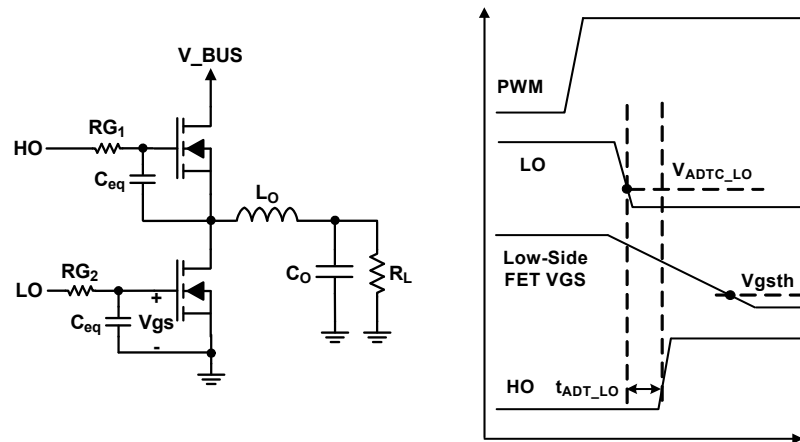 V_BUS
RG1
HO
Ceq
LO
RG2
Ceq
+
Vgs
-
LO
CO
RL
PWM
LO
VADTC_LO
Low-Side
FET VGS
Vgsth
HO
tADT_LO